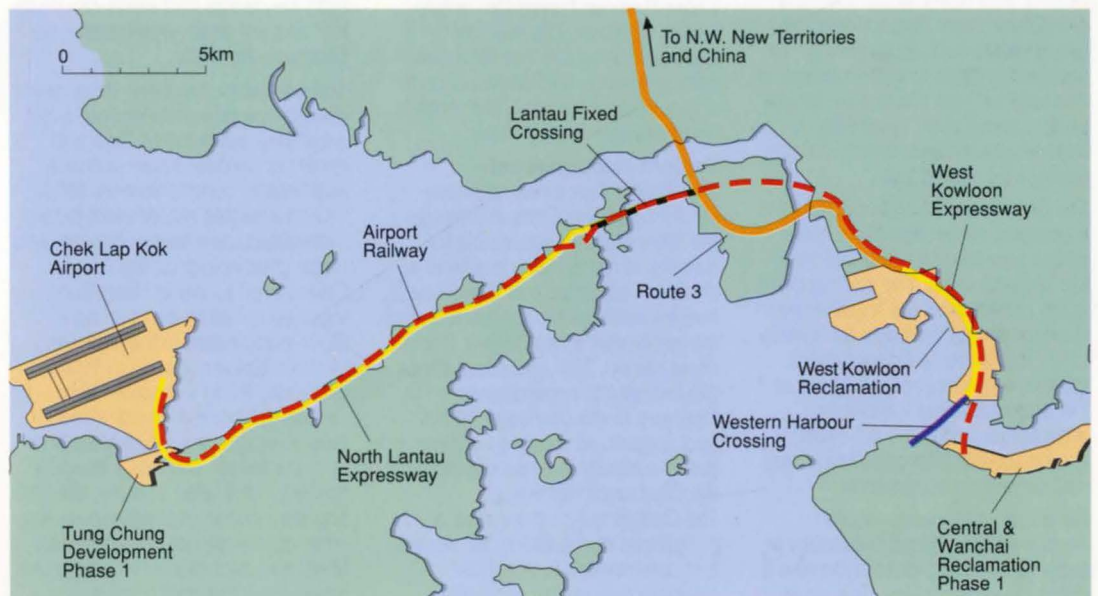 0
5km
To N.W. New Territories
and China
Lantau Fixed
Crossing
West
Kowloon
Expressway
Airport
Railway
Chek Lap Kok
Airport
Route 3
West Kowloon
Reclamation
Western Harbour
Crossing
North Lantau
Expressway
Tung Chung
Development
Phase 1
Central &
Wanchai
Reclamation
Phase 1